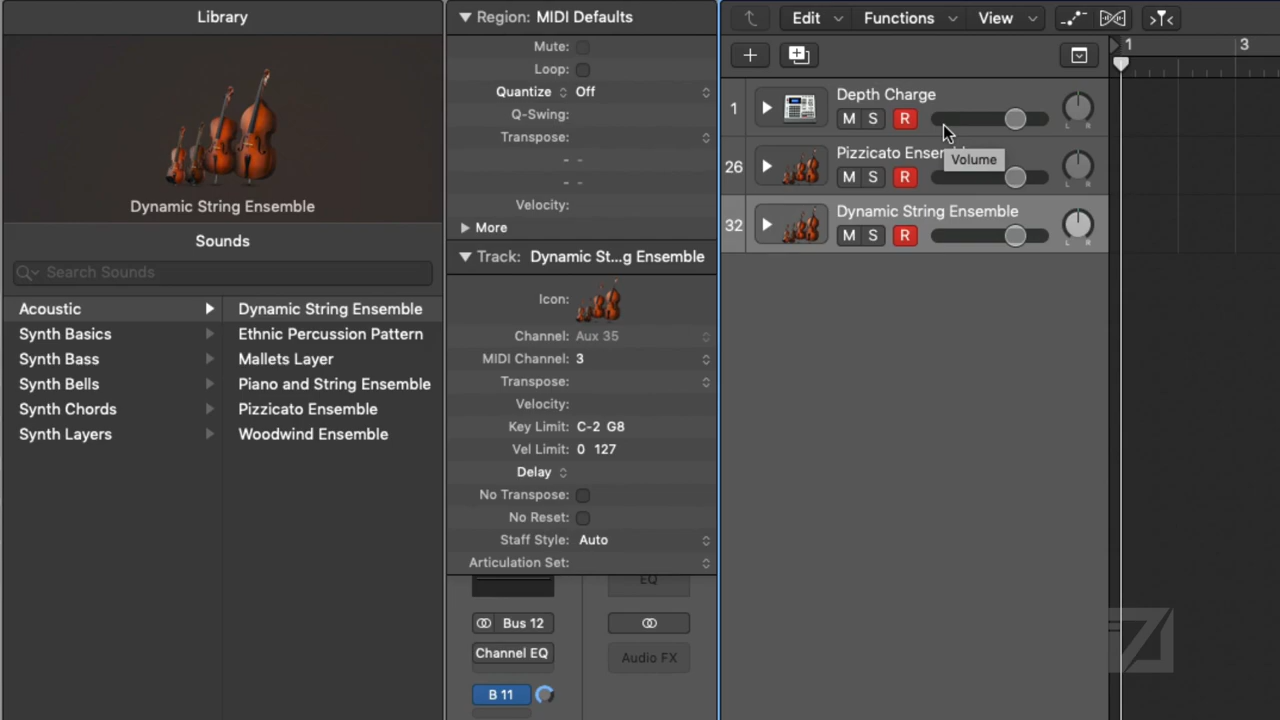 Library
Dynamic String Ensemble
Sounds
Search Sounds
Acoustic
Synth Basics
Synth Bass
Synth Bells
Synth Chords
Synth Layers
Dynamic String Ensemble
Ethnic Percussion Pattern
Mallets Layer
Piano and String Ensemble
Pizzicato Ensemble
Woodwind Ensemble
Region: MIDI Defaults
Mute:
Loop:
Quantize Off
Q-Swing:
Transpose:
- -
- -
Velocity:
More
Track: Dynamic St...g Ensemble
Icon:
Channel: Aux 35
MIDI Channel: 3
Transpose:
Velocity:
Key Limit: C-2 G8
Vel Limit: 0 127
Delay
No Transpose:
No Reset:
Staff Style: Auto
Articulation Set:
EQ
Bus 12
Channel EQ
Audio FX
B 11
Edit Functions View
1 3
1 Depth Charge
M S R
L R
Volume
26 Pizzicato Ensem
M S R
L R
32 Dynamic String Ensemble
M S R
L R